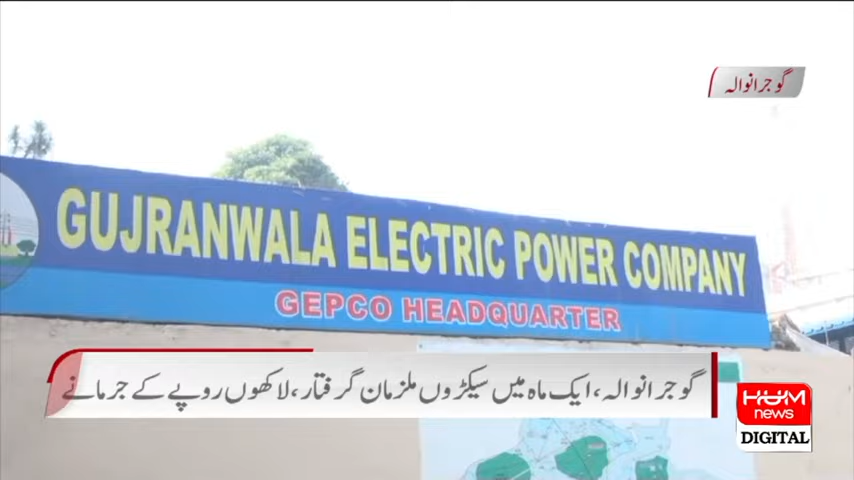 گوجرانوالہ
GUJRANWALA ELECTRIC POWER COMPANY
GEPCO HEADQUARTER
گوجرانوالہ، ایک ماہ میں سیکڑوں ملزمان گرفتار، لاکھوں روپے کے جرمانے
HUM
news
DIGITAL